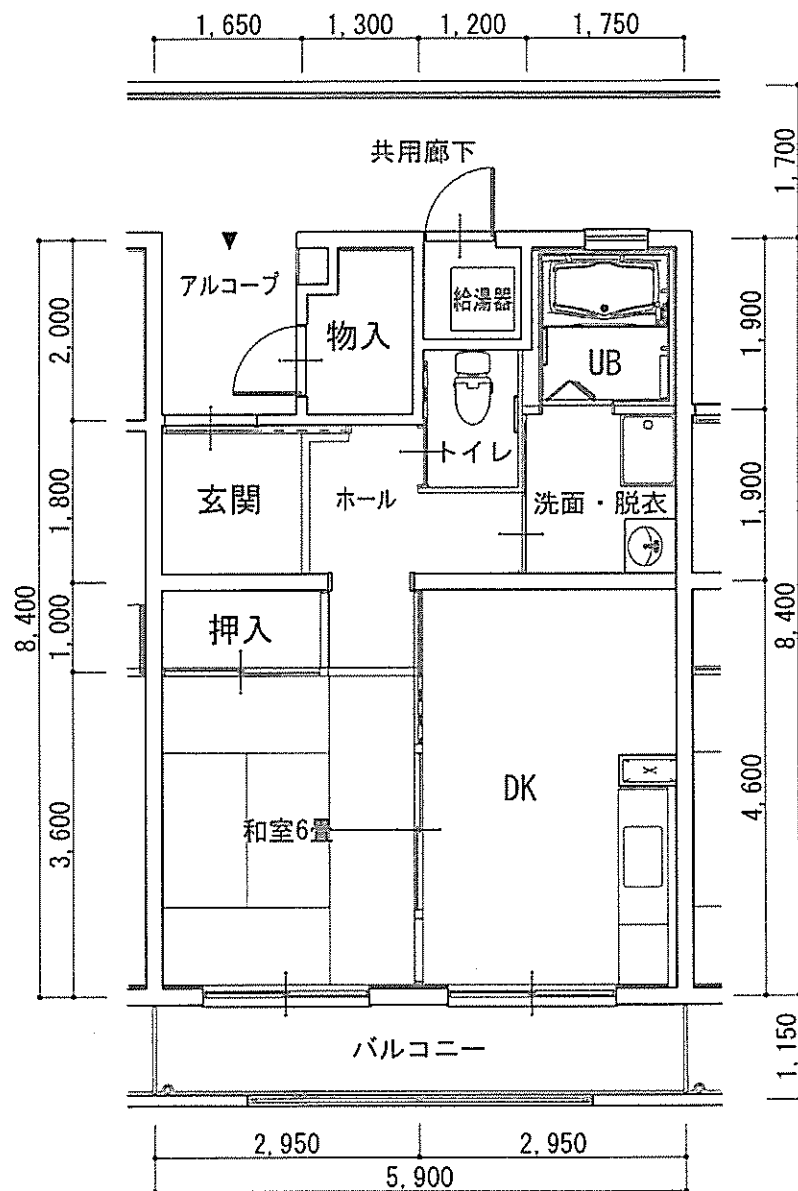 1,650
1,300
1,200
1,750
共用廊下
1,700
▼
アルコープ
物入
給湯器
UB
2,000
1,900
玄関
ホール
トイレ
洗面・脱衣
1,800
1,900
8,400
1,000
押入
8,400
和室6畳
DK
3,600
4,600
バルコニー
1,150
2,950
2,950
5,900